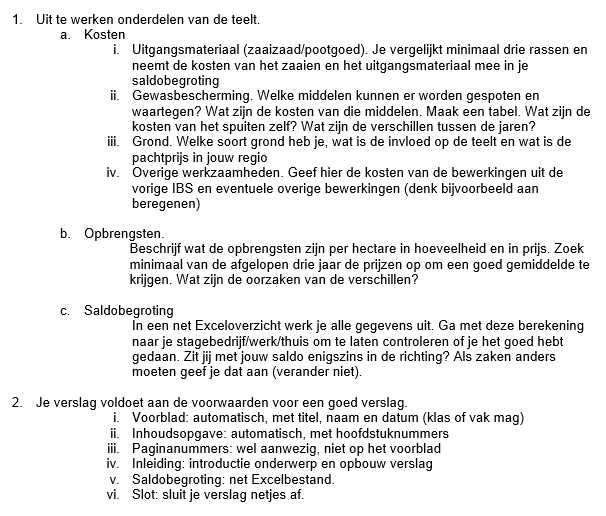 1. Uit te werken onderdelen van de teelt.
a. Kosten
i. Uitgangsmateriaal (zaaizaad/pootgoed). Je vergelijkt minimaal drie rassen en
neemt de kosten van het zaaien en het uitgangsmateriaal mee in je
saldobegroting
ii. Gewasbescherming. Welke middelen kunnen er worden gespoten en
waartegen? Wat zijn de kosten van die middelen. Maak een tabel. Wat zijn de
kosten van het spuiten zelf? Wat zijn de verschillen tussen de jaren?
iii. Grond. Welke soort grond heb je, wat is de invloed op de teelt en wat is de
pachtprijs in jouw regio
iv. Overige werkzaamheden. Geef hier de kosten van de bewerkingen uit de
vorige IBS en eventuele overige bewerkingen (denk bijvoorbeeld aan
beregenen)
b. Opbrengsten.
Beschrijf wat de opbrengsten zijn per hectare in hoeveelheid en in prijs. Zoek
minimaal van de afgelopen drie jaar de prijzen op om een goed gemiddelde te
krijgen. Wat zijn de oorzaken van de verschillen?
c. Saldobegroting
In een net Exceloverzicht werk je alle gegevens uit. Ga met deze berekening
naar je stagebedrijf/werk/thuis om te laten controleren of je het goed hebt
gedaan. Zit jij met jouw saldo enigszins in de richting? Als zaken anders
moeten geef je dat aan (verander niet).
2. Je verslag voldoet aan de voorwaarden voor een goed verslag.
i. Voorblad: automatisch, met titel, naam en datum (klas of vak mag)
ii. Inhoudsopgave: automatisch, met hoofdstuknummers
iii. Paginanummers: wel aanwezig, niet op het voorblad
iv. Inleiding: introductie onderwerp en opbouw verslag
v. Saldobegroting: net Excelbestand.
vi. Slot: sluit je verslag netjes af.